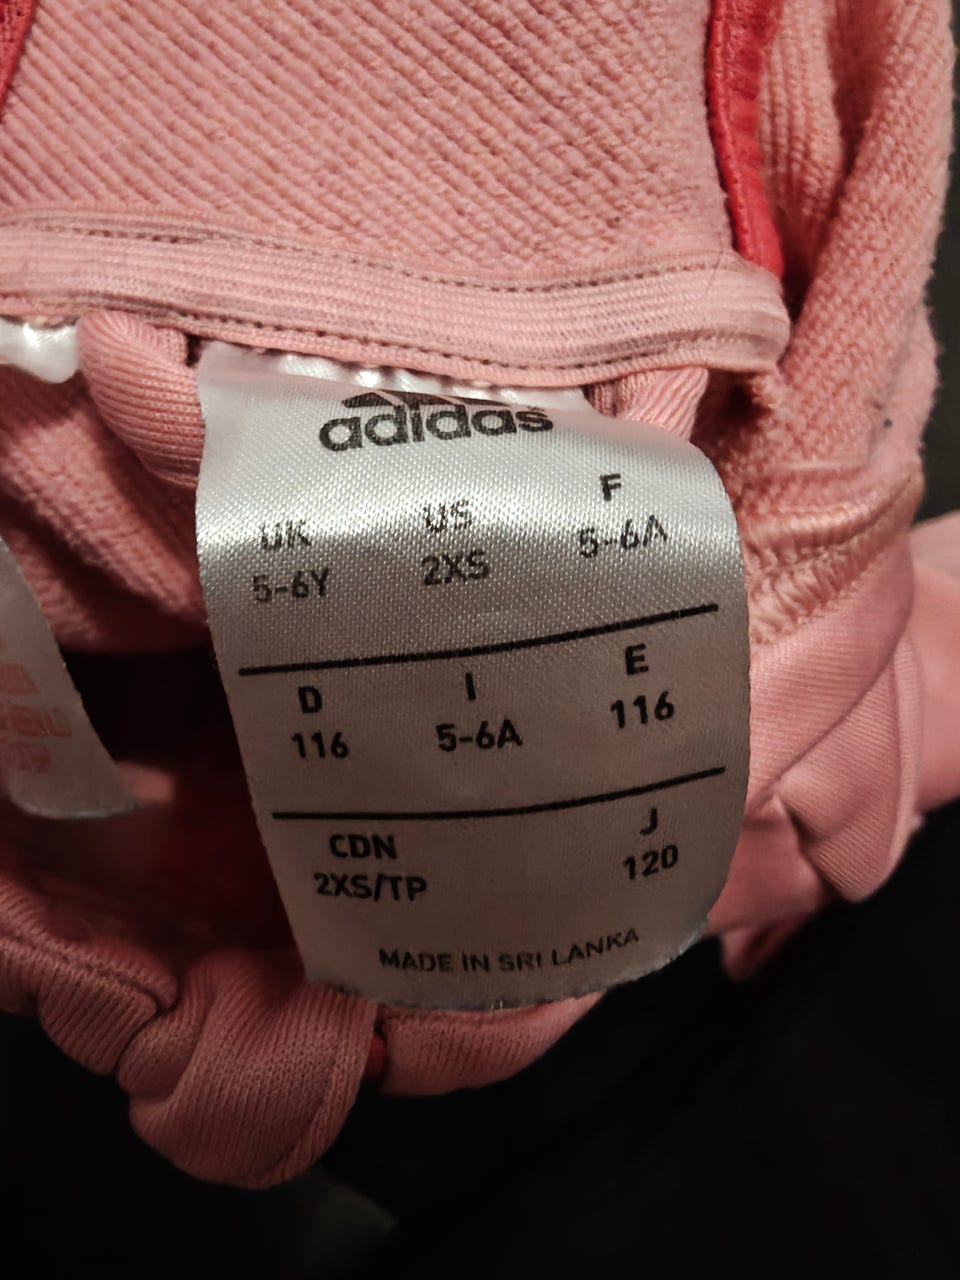 adidas
UK US F
5-6Y 2XS 5-6A
D I E
116 5-6A 116
CDN J
2XS/TP 120
MADE IN SRI LANKA